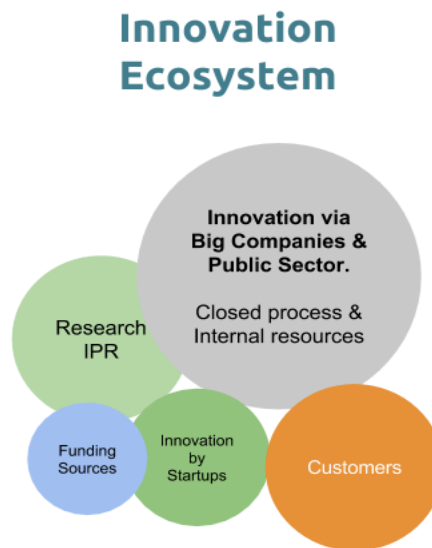 Innovation
Ecosystem
Innovation via
Big Companies &
Public Sector.
Closed process &
Internal resources
Research
IPR
Funding
Sources
Innovation
by
Startups
Customers